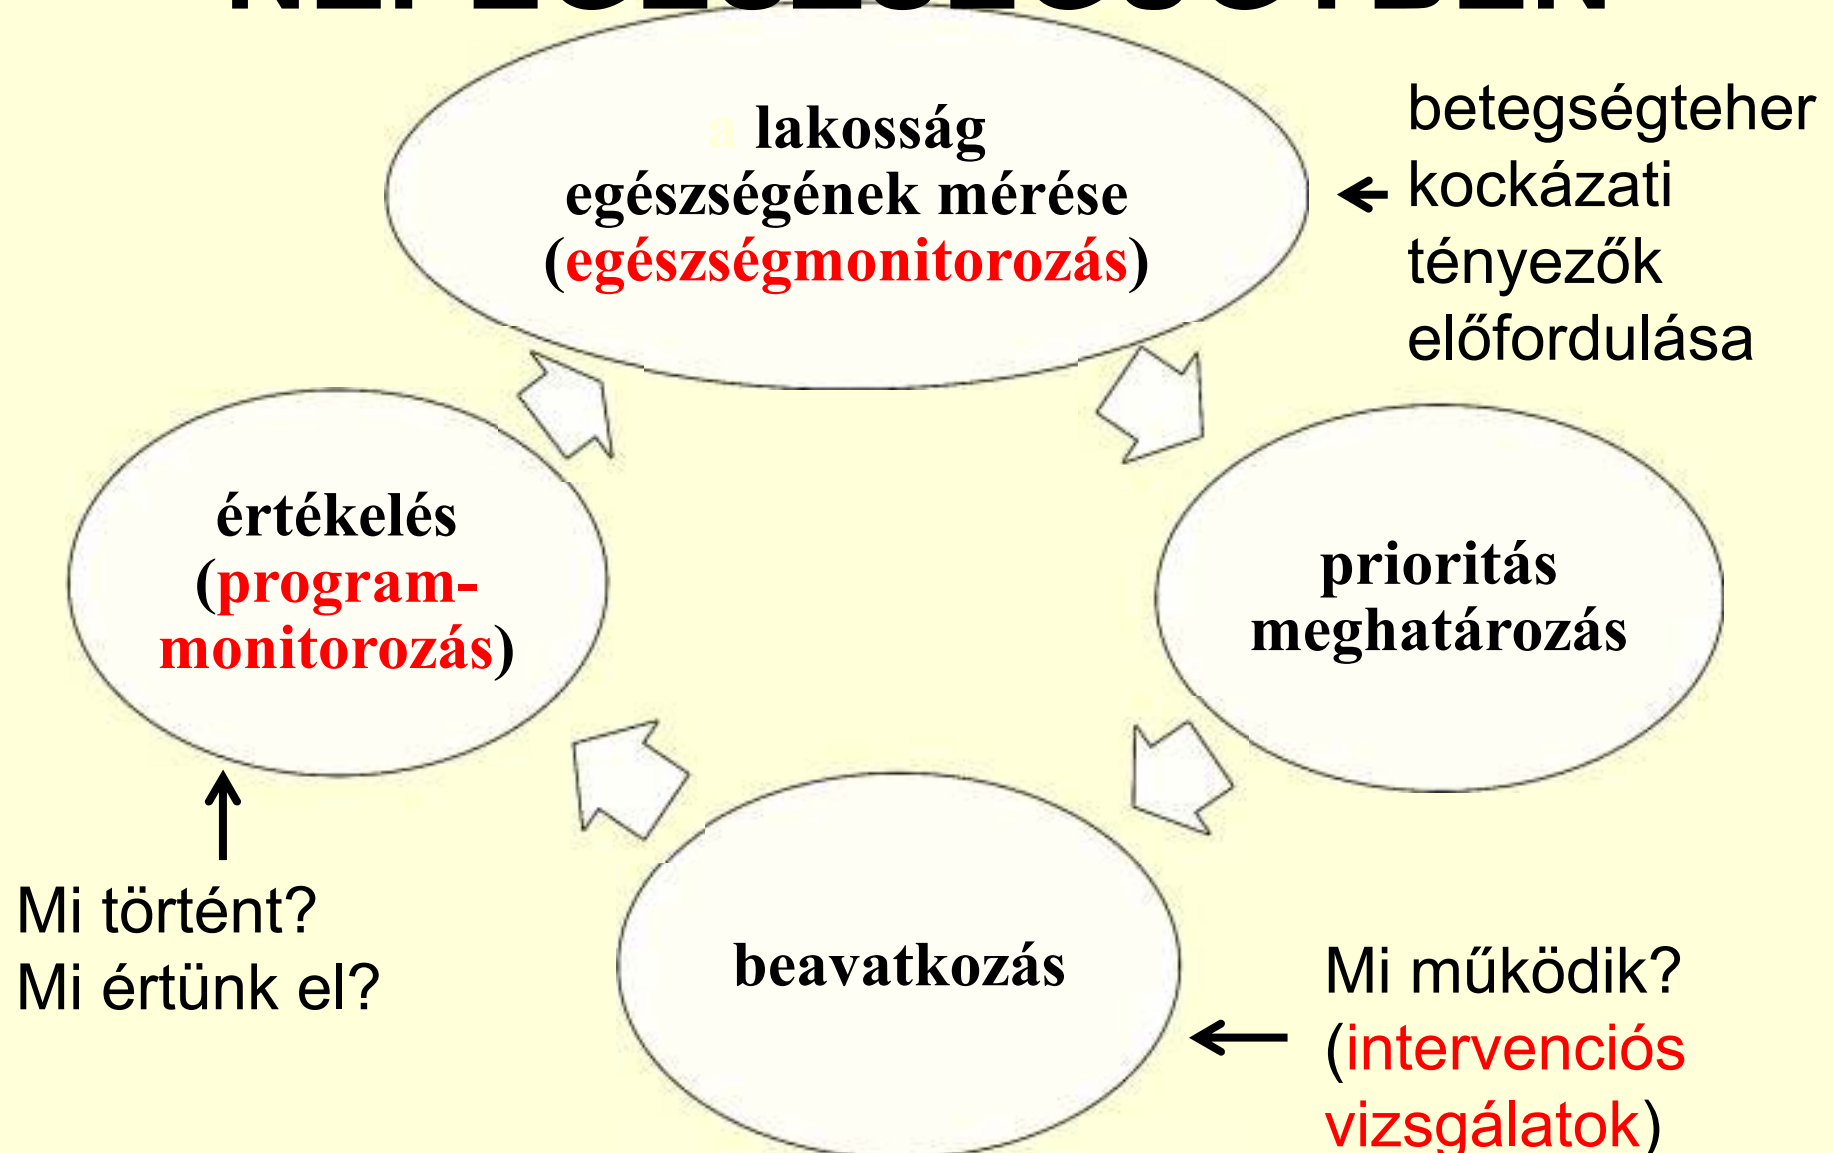 a lakosság
egészségének mérése
(egészségmonitorozás)
betegségteher
kockázati
tényezők
előfordulása
értékelés
(program-
monitorozás)
prioritás
meghatározás
Mi történt?
Mi értünk el?
beavatkozás
Mi működik?
(intervenciós
vizsgálatok)